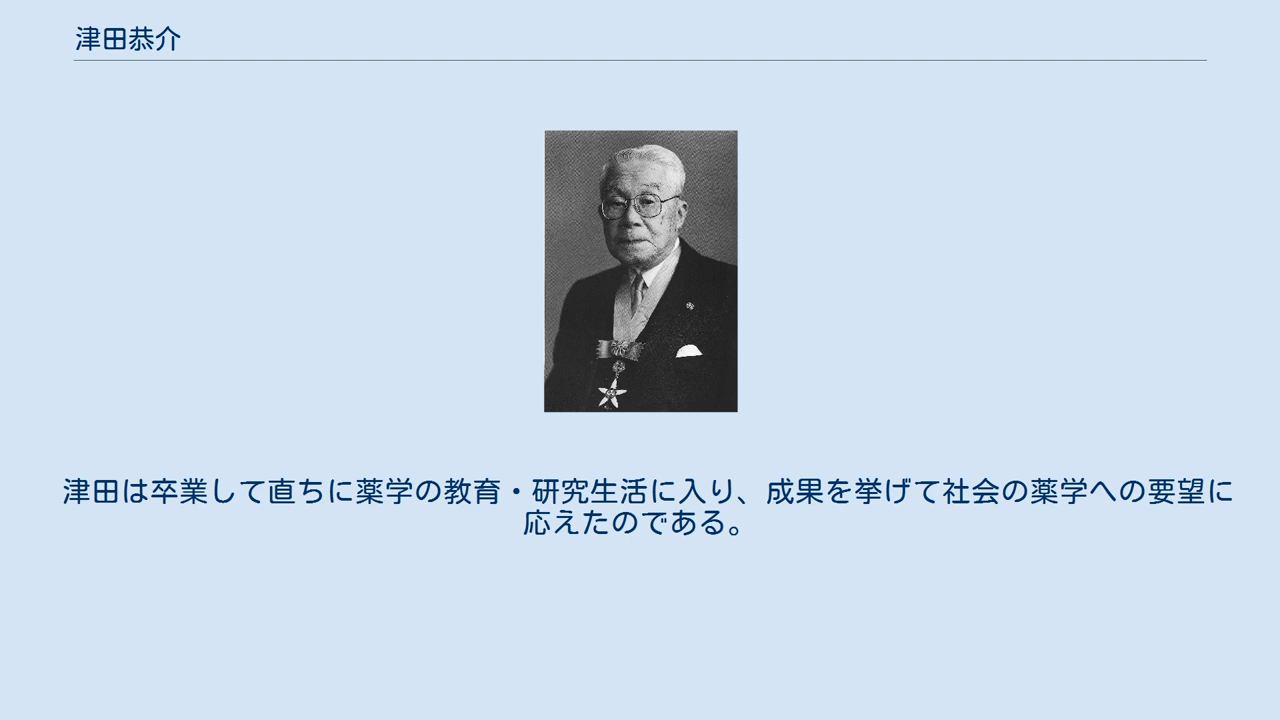 津田恭介
津田は卒業して直ちに薬学の教育・研究生活に入り、成果を挙げて社会の薬学への要望に
応えたのである。